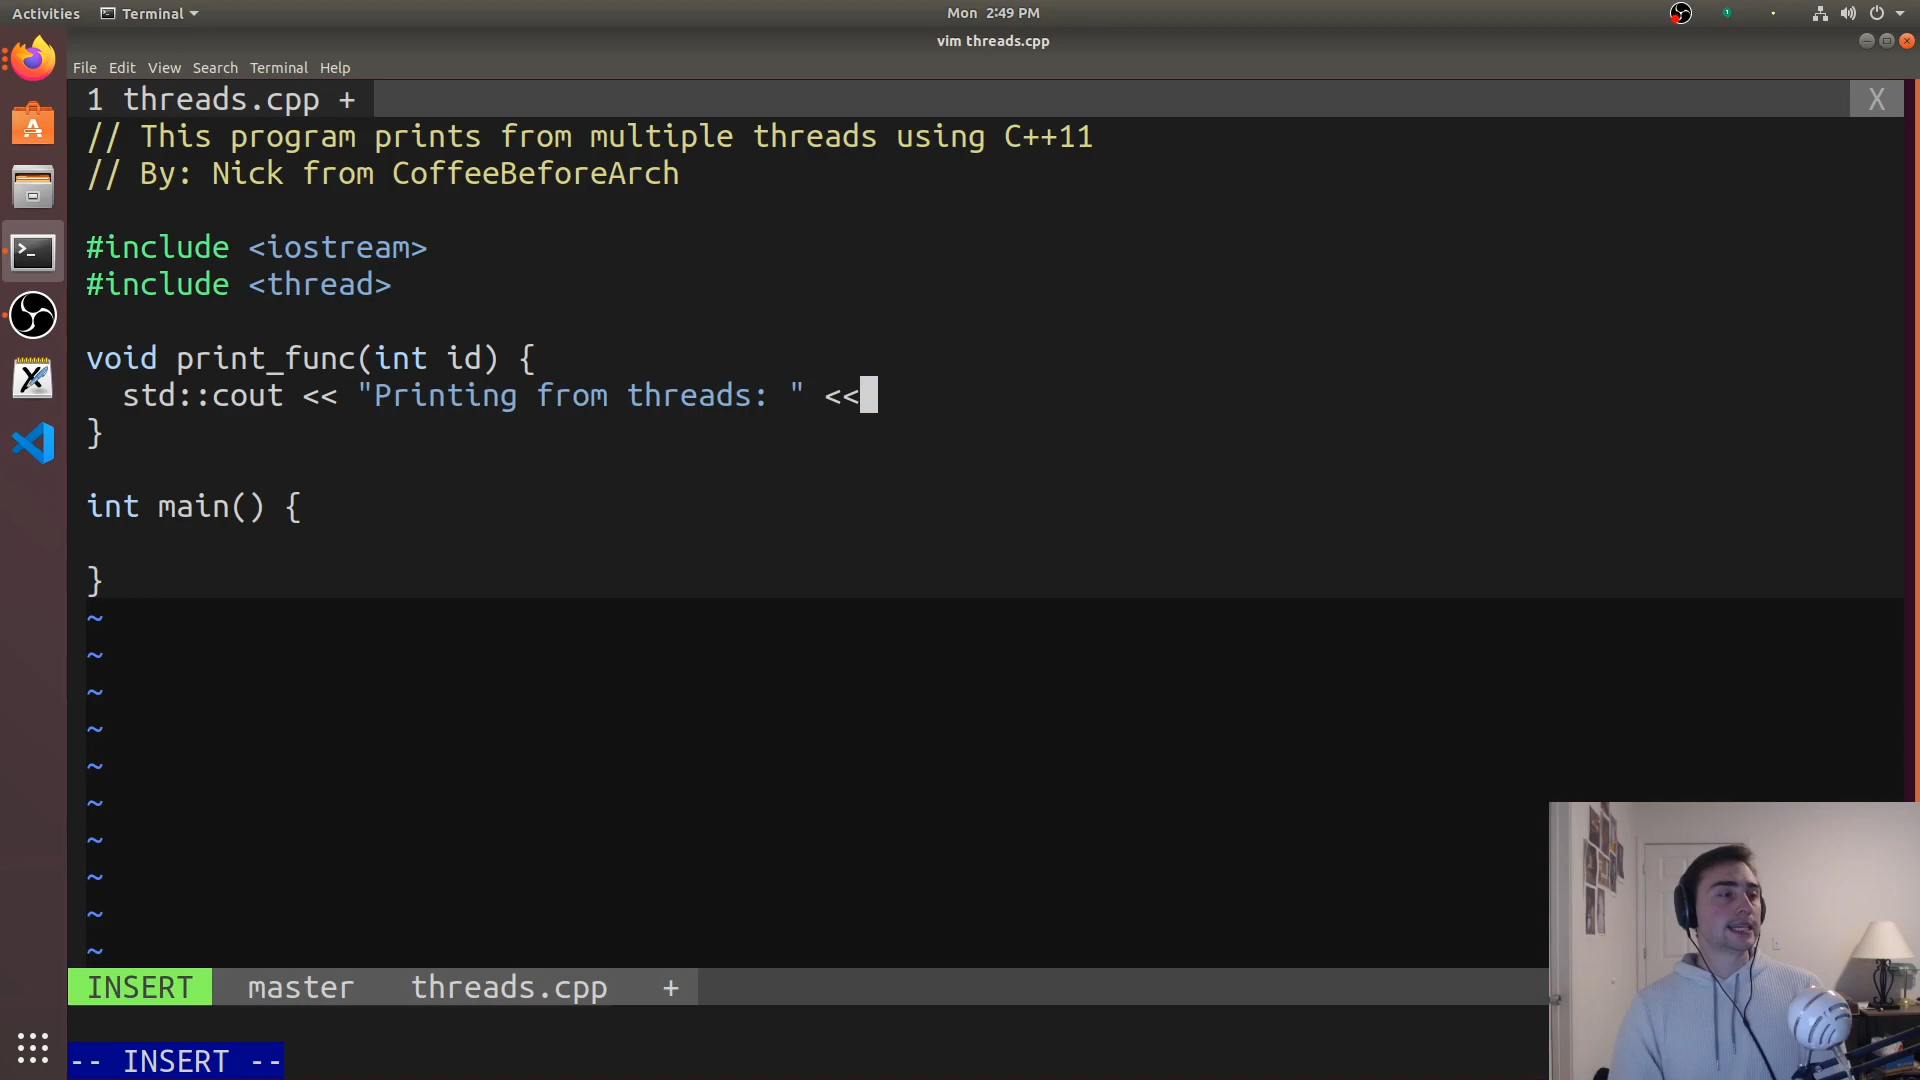 Activities Terminal Mon 2:49 PM
vim threads.cpp
File Edit View Search Terminal Help
1 threads.cpp + X
// This program prints from multiple threads using C++11
// By: Nick from CoffeeBeforeArch
#include <iostream>
#include <thread>
void print_func(int id) {
  std::cout << "Printing from threads: " <<
}
int main() {
}
~
~
~
~
~
~
~
~
~
~
INSERT master threads.cpp +
-- INSERT --